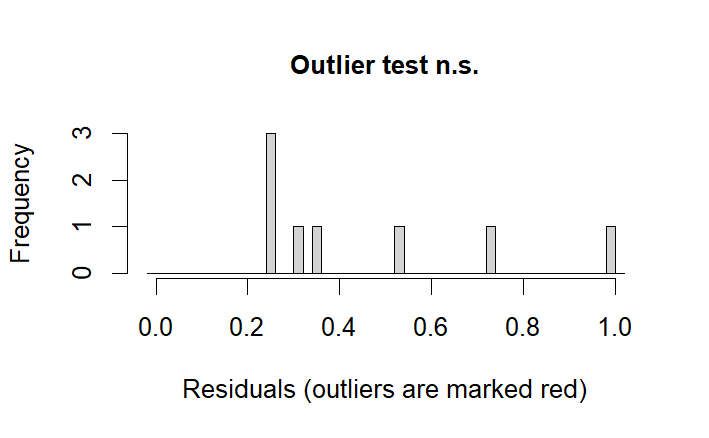 Outlier test n.s.
Frequency
3
2
1
0
0.0 0.2 0.4 0.6 0.8 1.0
Residuals (outliers are marked red)